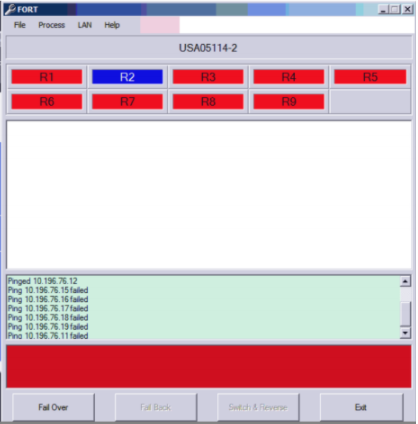 FORT
File Process LAN Help
USA05114-2
R1 R2 R3 R4 R5
R6 R7 R8 R9
Pinged 10.196.76.12
Ping 10.196.76.15 failed
Ping 10.196.76.16 failed
Ping 10.196.76.17 failed
Ping 10.196.76.18 failed
Ping 10.196.76.19 failed
Ping 10.196.76.11 failed
Fail Over Fail Back Switch & Reverse Exit